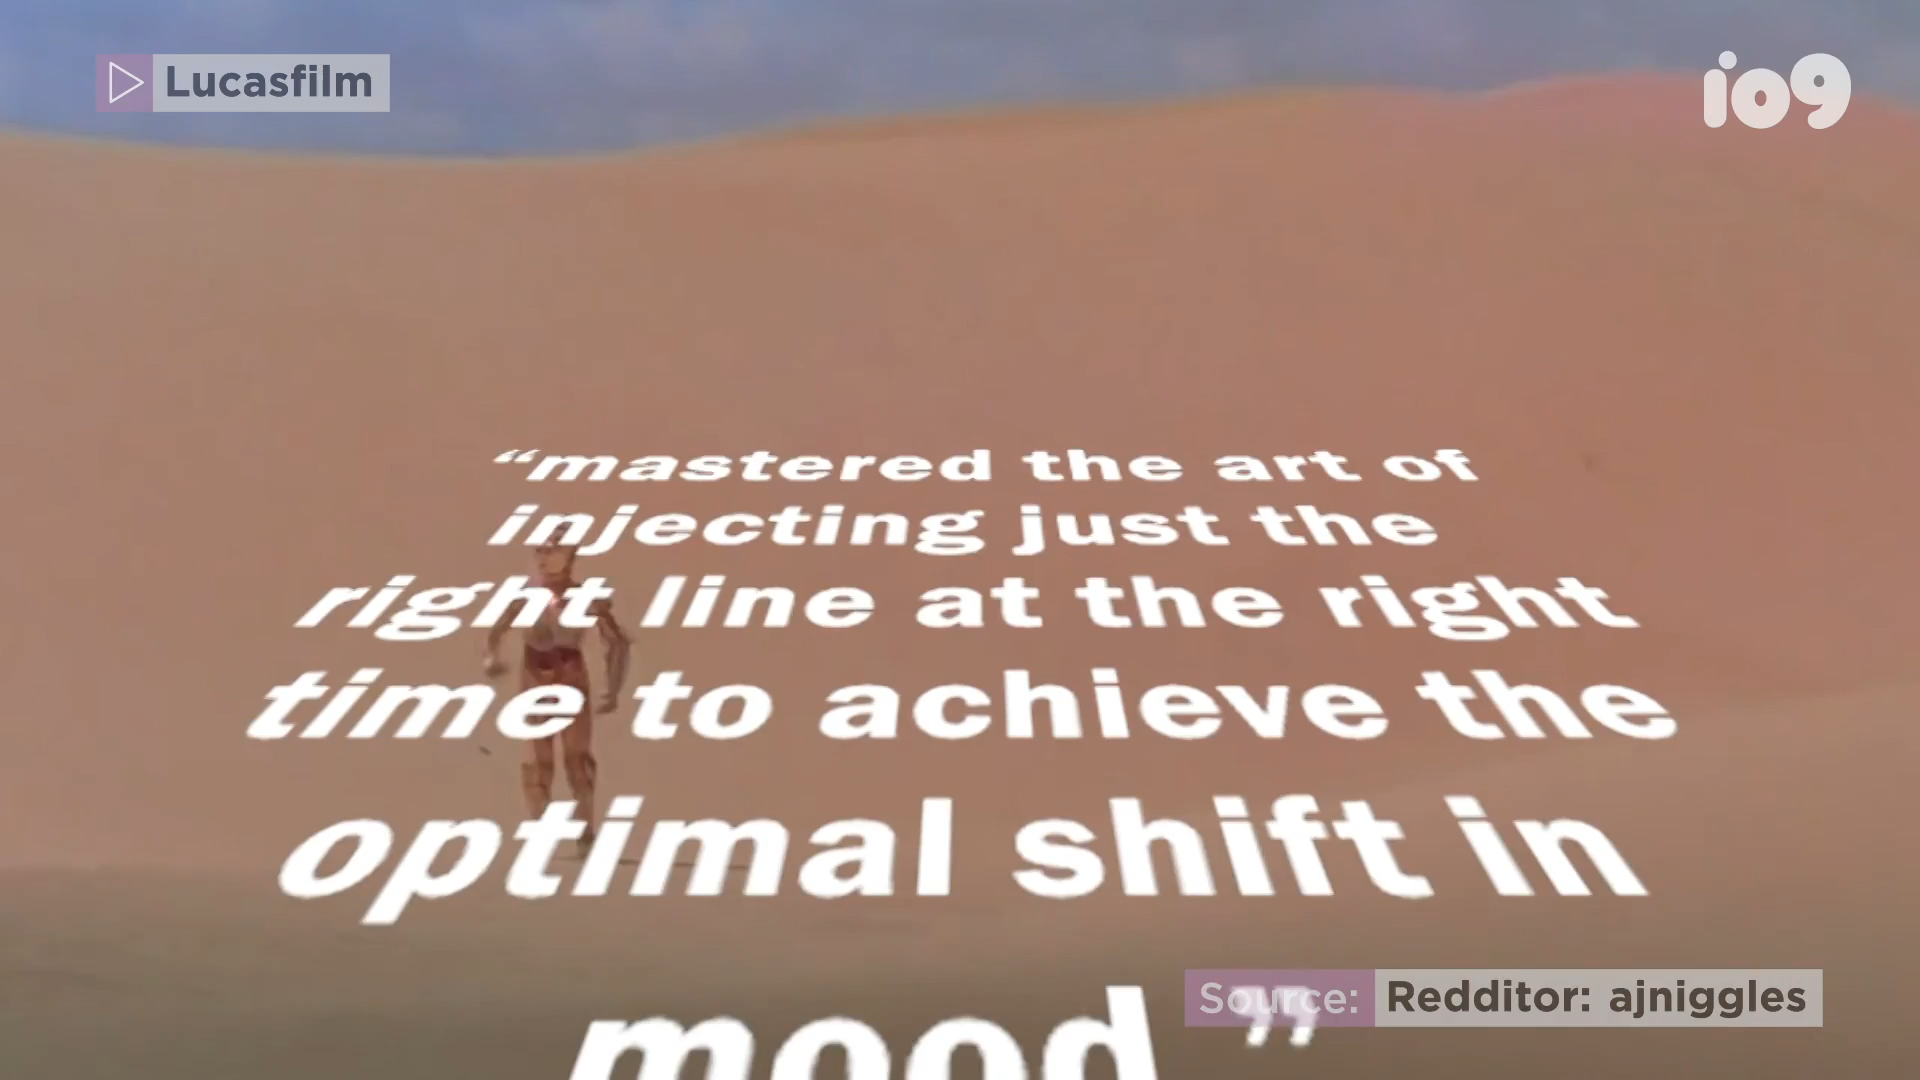 Lucasfilm
io9
“mastered the art of
injecting just the
right line at the right
time to achieve the
optimal shift in
mood”
Source: Redditor: ajniggles